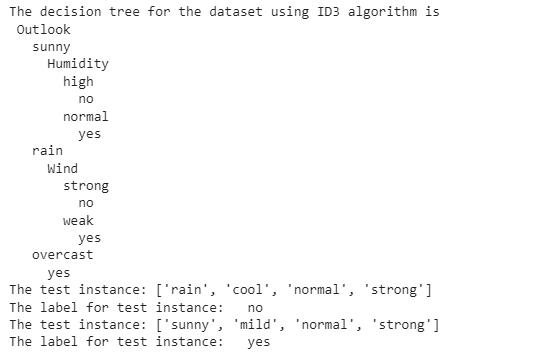 The decision tree for the dataset using ID3 algorithm is
Outlook
sunny
Humidity
high
no
normal
yes
rain
Wind
strong
no
weak
yes
overcast
yes
The test instance: ['rain', 'cool', 'normal', 'strong']
The label for test instance:   no
The test instance: ['sunny', 'mild', 'normal', 'strong']
The label for test instance:   yes